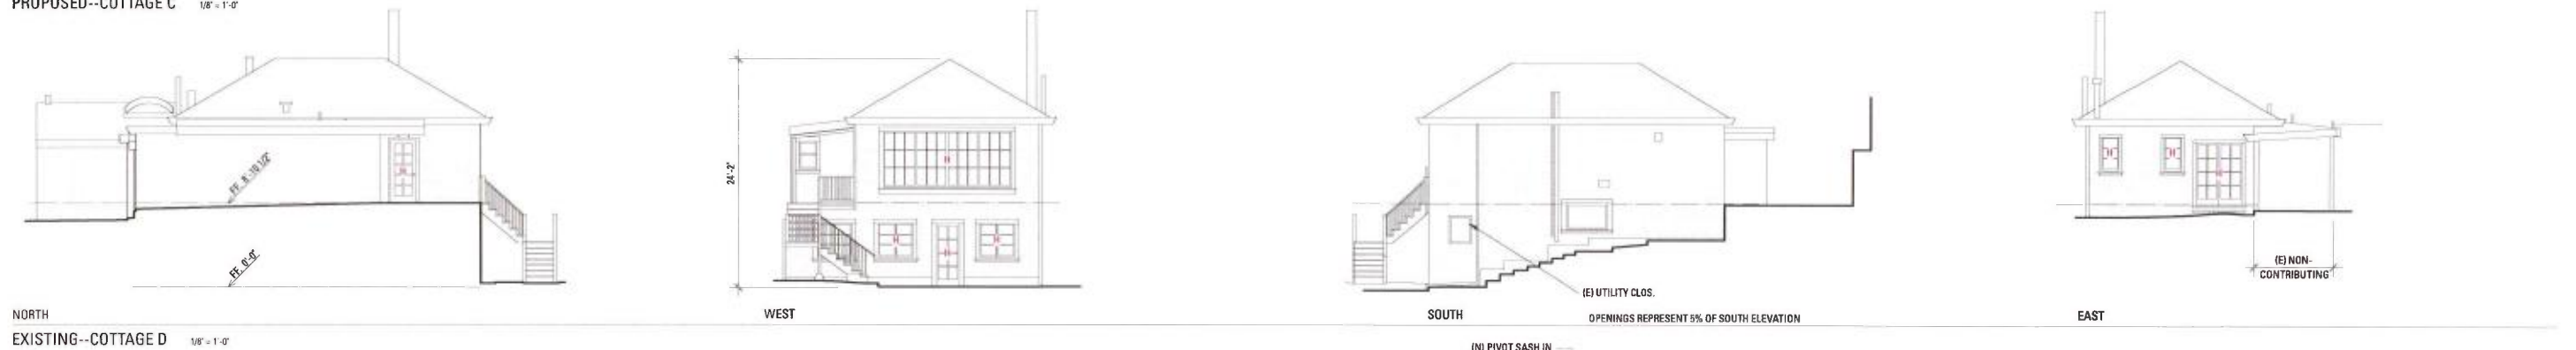 PROPOSED--COTTAGE C 1/8" = 1'-0"
FF. 8'-10 1/2"
FF. 0'-0"
24'-2"
H
H
H
H
H
H
H
(E) UTILITY CLOS.
(E) NON-
CONTRIBUTING
NORTH
WEST
SOUTH
OPENINGS REPRESENT 5% OF SOUTH ELEVATION
EAST
EXISTING--COTTAGE D 1/8" = 1'-0"
(N) PIVOT SASH IN